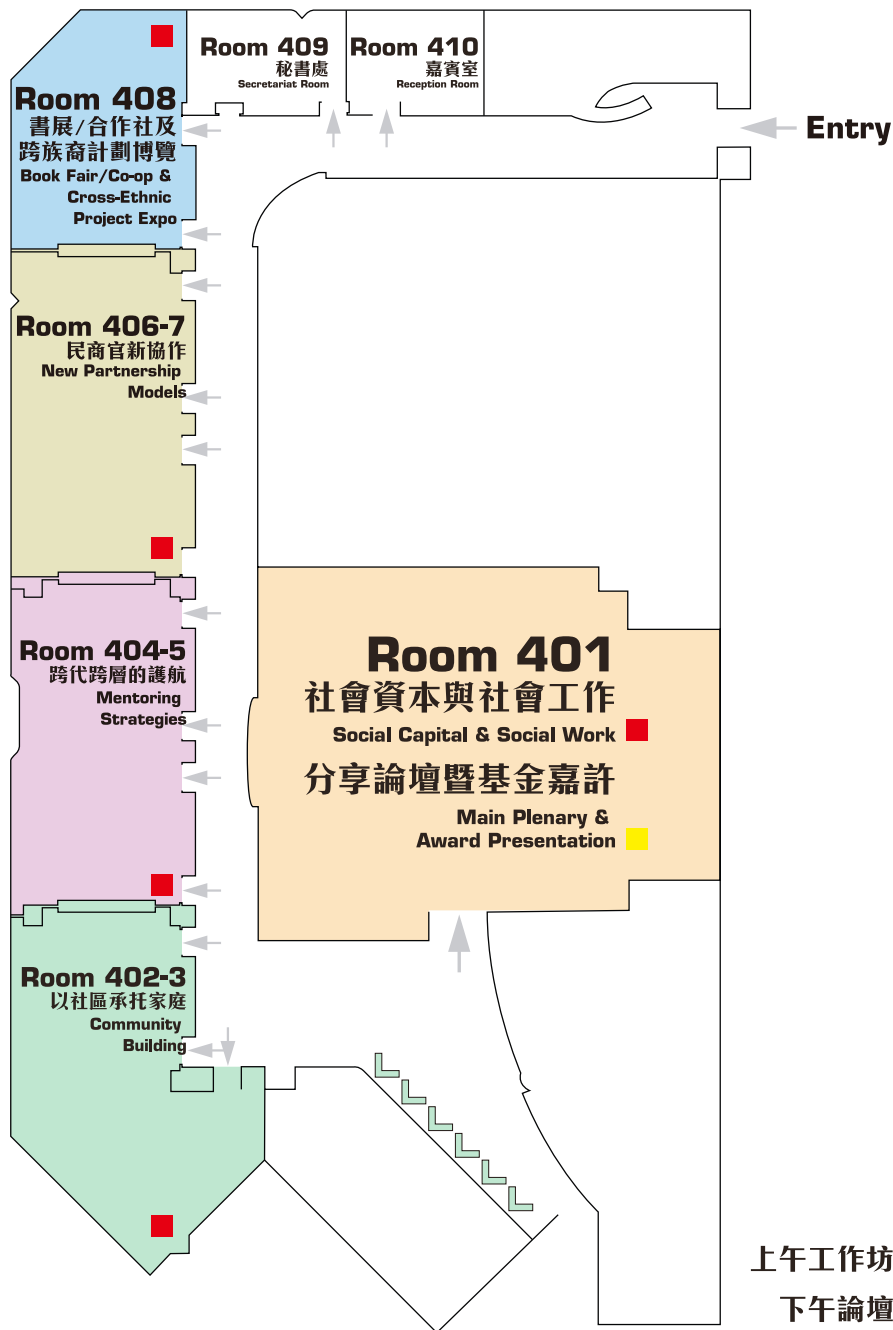 Room 409
秘書處
Secretariat Room
Room 410
嘉賓室
Reception Room
Entry
Room 408
書展/合作社及
跨族裔計劃博覽
Book Fair/Co-op &
Cross-Ethnic
Project Expo
Room 406-7
民商官新協作
New Partnership
Models
Room 404-5
跨代跨層的護航
Mentoring
Strategies
Room 401
社會資本與社會工作
Social Capital & Social Work
分享論壇暨基金嘉許
Main Plenary &
Award Presentation
Room 402-3
以社區承托家庭
Community
Building
上午工作坊
下午論壇